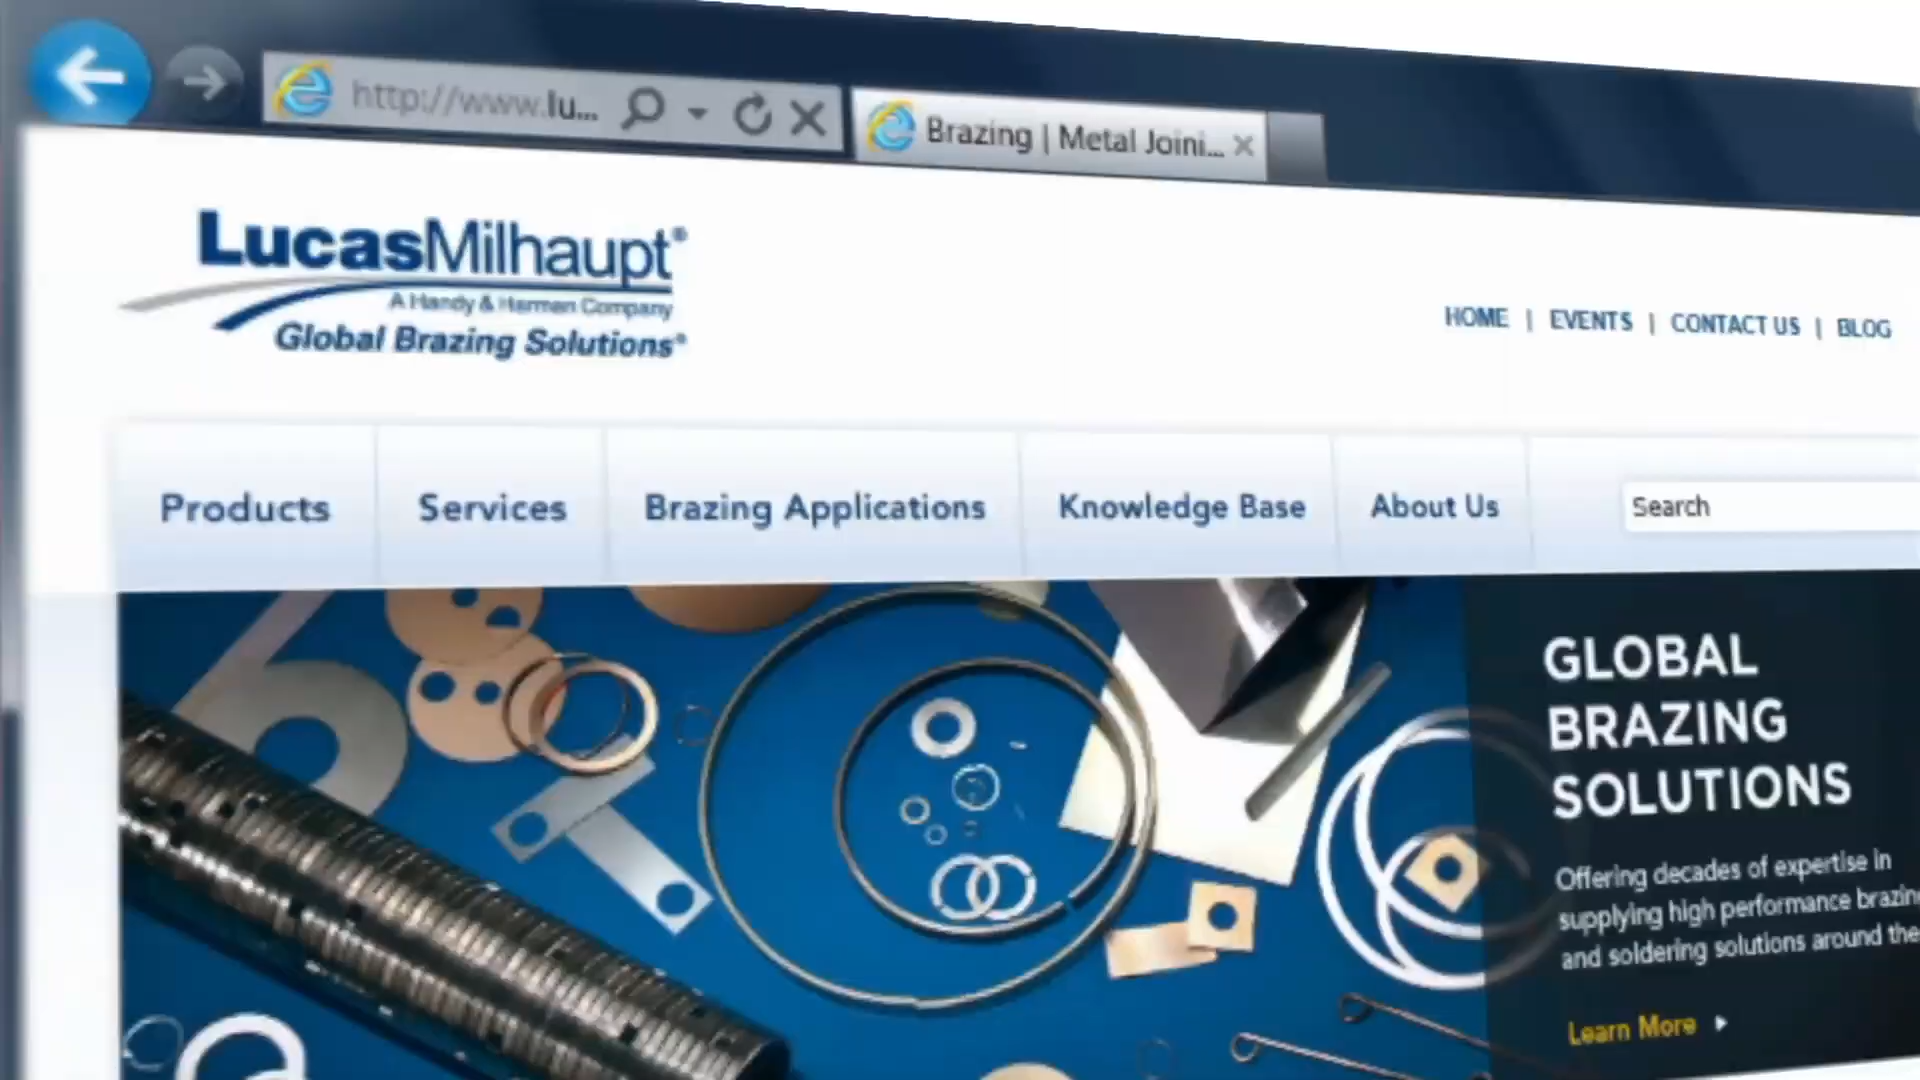 http://www.lu...
Brazing | Metal Joini...
LucasMilhaupt®
A Handy & Harman Company
Global Brazing Solutions®
HOME | EVENTS | CONTACT US | BLOG
Products Services Brazing Applications Knowledge Base About Us Search
GLOBAL
BRAZING
SOLUTIONS
Offering decades of expertise in
supplying high performance brazin
and soldering solutions around the
Learn More